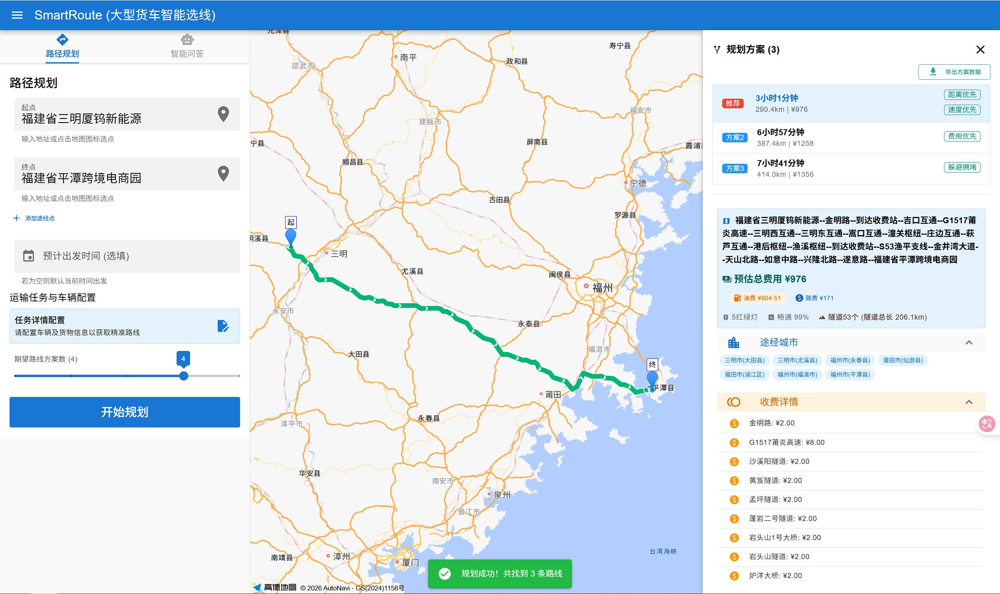 SmartRoute (大型货车智能选线)
路径规划
智能问答
路径规划
起点
福建省三明厦钨新能源
输入地址或点击地图图标选点
终点
福建省平潭跨境电商园
输入地址或点击地图图标选点
添加途经点
预计出发时间 (选填)
若为空则默认当前时间出发
运输任务与车辆配置
任务详情配置
请配置车辆及货物信息以获取精准路线
期望路线方案数 (4)
4
开始规划
光泽县
寿宁县
南平
政和县
邵武市
福安市
建瓯市
宁县
屏南县
霞浦县
顺昌县
宁德
古田县
罗源县
起
明溪县
三明
尤溪县
闽侯县
福州
永安市
永泰县
福清市
大田县
终
平潭县
莆田
永春县
漳平市
华安县
南安市
泉州
晋江市
台湾海峡
南靖县
漳州
厦门
规划成功！共找到 3 条路线
高德地图 © 2026 AutoNavi - GS(2024)1158号
规划方案 (3)
导出方案数据
推荐
3小时1分钟
290.4km | ¥976
距离优先
速度优先
方案2
6小时57分钟
387.4km | ¥1258
费用优先
方案3
7小时41分钟
414.0km | ¥1356
躲避拥堵
福建省三明厦钨新能源--金明路--到达收费站--吉口互通--G1517莆
炎高速--三明西互通--三明东互通--嵩口互通--潼关枢纽--庄边互通--萩
芦互通--港后枢纽--渔溪枢纽--到达收费站--S53渔平支线--金井湾大道-
-天山北路--如意中路--兴隆北路--遂意路--福建省平潭跨境电商园
预估总费用 ¥976
油费 ¥804.51
路费 ¥171
5红绿灯
畅通 99%
隧道53个 (隧道总长 206.1km)
途经城市
三明市(大田县)
三明市(尤溪县)
福州市(永泰县)
莆田市(仙游县)
莆田市(涵江区)
福州市(福清市)
福州市(平潭县)
收费详情
金明路: ¥2.00
G1517莆炎高速: ¥8.00
沙溪阳隧道: ¥2.00
黄岌隧道: ¥2.00
孟坪隧道: ¥2.00
蓬岩二号隧道: ¥2.00
岩头山1号大桥: ¥2.00
岩头山隧道: ¥2.00
炉洋大桥: ¥2.00